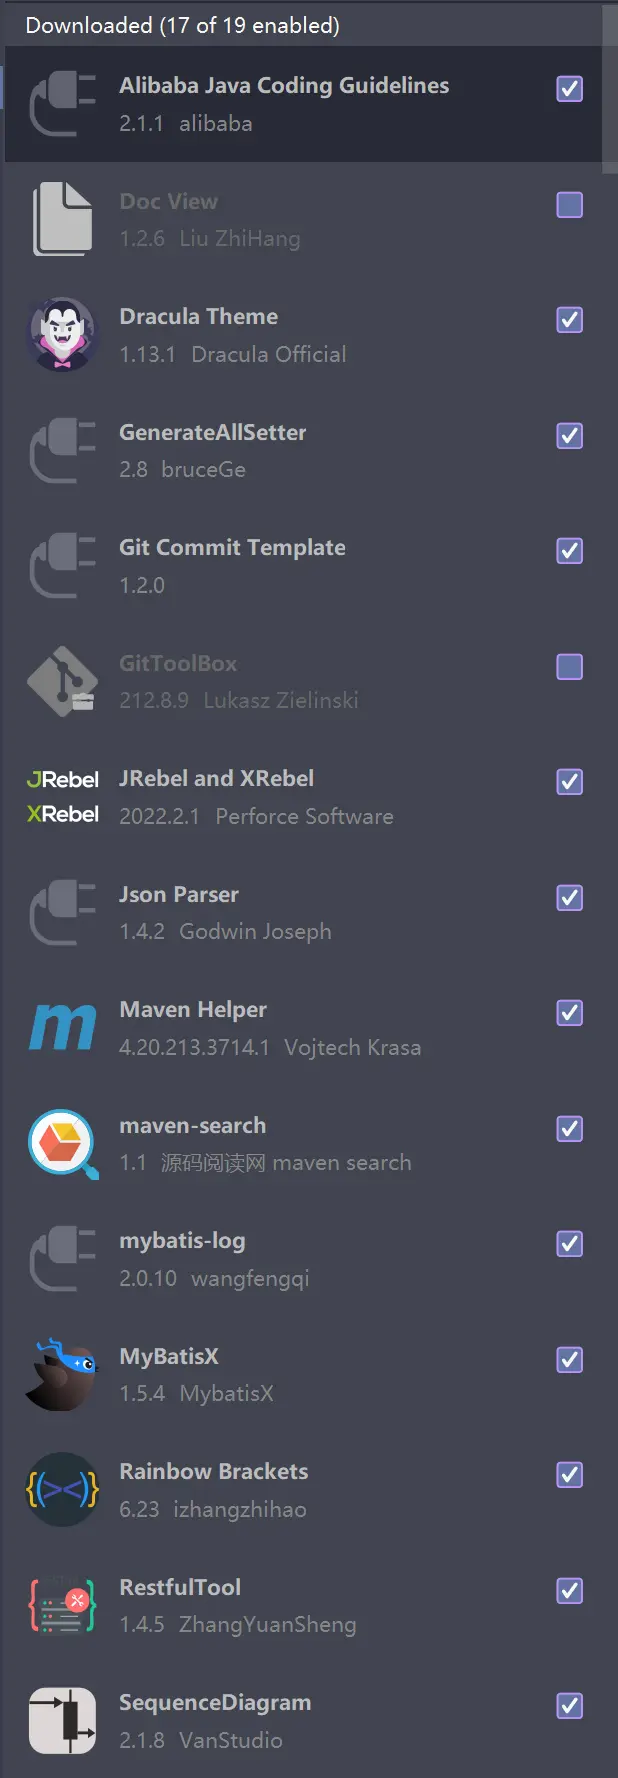 Downloaded (17 of 19 enabled)
Alibaba Java Coding Guidelines
2.1.1 alibaba
Doc View
1.2.6 Liu ZhiHang
Dracula Theme
1.13.1 Dracula Official
GenerateAllSetter
2.8 bruceGe
Git Commit Template
1.2.0
GitToolBox
212.8.9 Lukasz Zielinski
JRebel
XRebel
JRebel and XRebel
2022.2.1 Perforce Software
Json Parser
1.4.2 Godwin Joseph
m
Maven Helper
4.20.213.3714.1 Vojtech Krasa
maven-search
1.1 源码阅读网 maven search
mybatis-log
2.0.10 wangfengqi
MyBatisX
1.5.4 MybatisX
{(><)}
Rainbow Brackets
6.23 izhangzhihao
RestfulTool
1.4.5 ZhangYuanSheng
SequenceDiagram
2.1.8 VanStudio